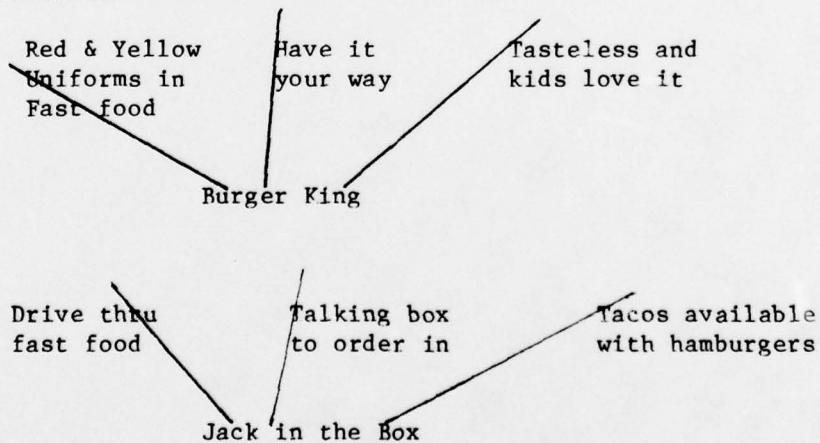 Red & Yellow Have it Tasteless and
Uniforms in your way kids love it
Fast food
Burger King
Drive thru Talking box Tacos available
fast food to order in with hamburgers
Jack in the Box